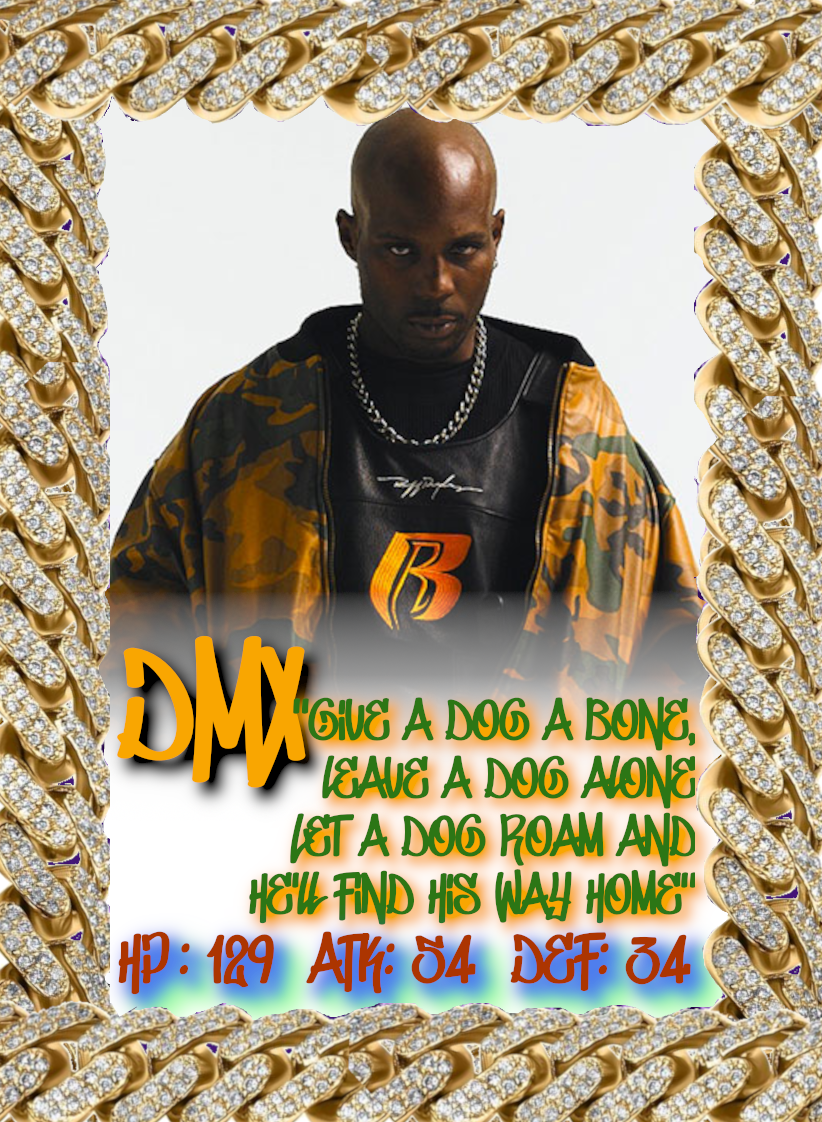 DMX
"GIVE A DOG A BONE,
LEAVE A DOG ALONE
LET A DOG ROAM AND
HE'LL FIND HIS WAY HOME"
HP: 129 ATK: 54 DEF: 34